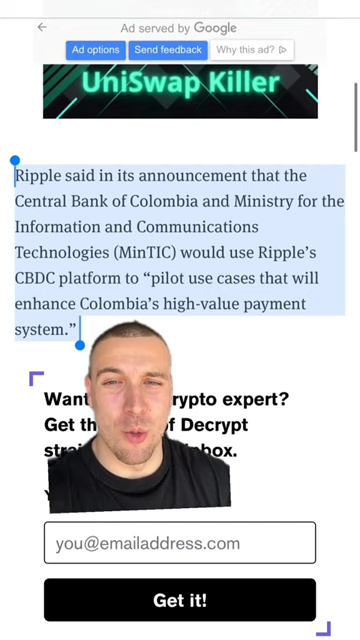 Ad served by Google
Ad options
Send feedback
Why this ad?
UniSwap Killer
Ripple said in its announcement that the
Central Bank of Colombia and Ministry for the
Information and Communications
Technologies (MinTIC) would use Ripple’s
CBDC platform to “pilot use cases that will
enhance Colombia’s high-value payment
system.”
Want rypto expert?
Get th of Decrypt
box.
you@emailaddress.com
Get it!